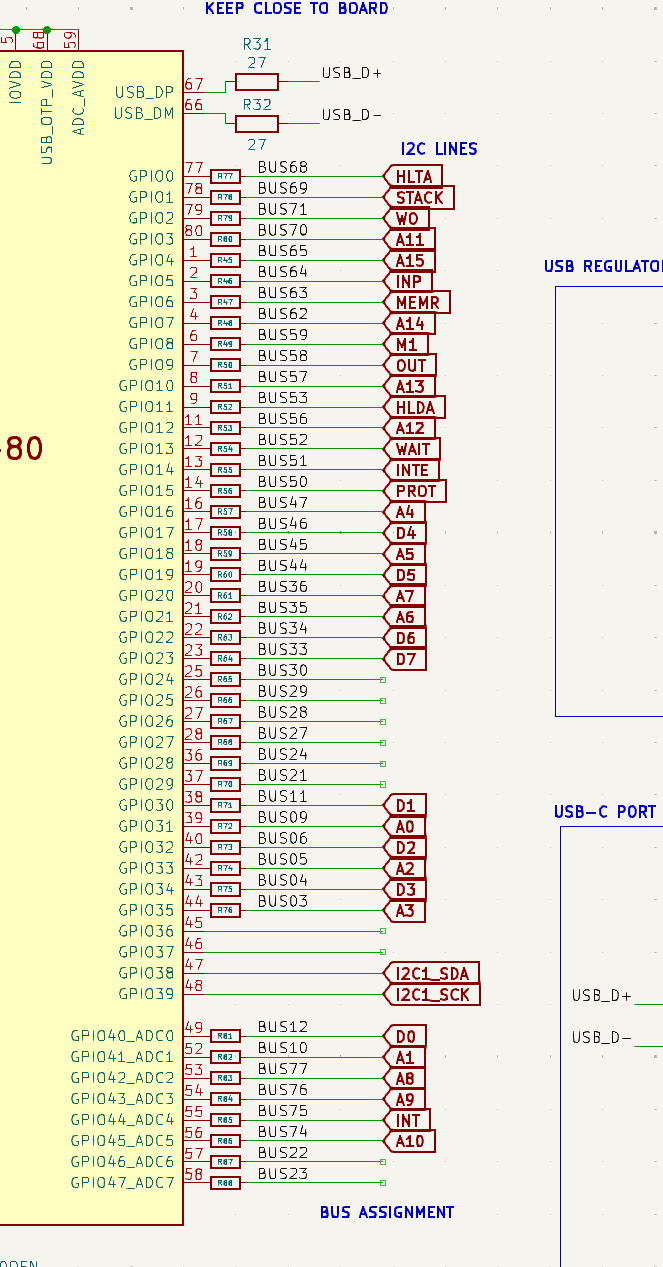 KEEP CLOSE TO BOARD
5 68 59
IOVDD USB_OTP_VDD ADC_AVDD
R31
27
USB_DP 67 USB_D+
USB_DM 66 R32 USB_D-
27
I2C LINES
GPIO0 77 R77 BUS68 HLTA
GPIO1 78 R78 BUS69 STACK
GPIO2 79 R79 BUS71 WO
GPIO3 80 R80 BUS70 A11
GPIO4 1 R45 BUS65 A15
GPIO5 2 R46 BUS64 INP
GPIO6 3 R47 BUS63 MEMR
GPIO7 4 R48 BUS62 A14
GPIO8 6 R49 BUS59 M1
GPIO9 7 R50 BUS58 OUT
GPIO10 8 R51 BUS57 A13
GPIO11 9 R52 BUS53 HLDA
GPIO12 11 R53 BUS56 A12
GPIO13 12 R54 BUS52 WAIT
GPIO14 13 R55 BUS51 INTE
GPIO15 14 R56 BUS50 PROT
GPIO16 16 R57 BUS47 A4
GPIO17 17 R58 BUS46 D4
GPIO18 18 R59 BUS45 A5
GPIO19 19 R60 BUS44 D5
GPIO20 20 R61 BUS36 A7
GPIO21 21 R62 BUS35 A6
GPIO22 22 R63 BUS34 D6
GPIO23 23 R64 BUS33 D7
GPIO24 25 R65 BUS30
GPIO25 26 R66 BUS29
GPIO26 27 R67 BUS28
GPIO27 28 R68 BUS27
GPIO28 36 R69 BUS24
GPIO29 37 R70 BUS21
GPIO30 38 R71 BUS11 D1
GPIO31 39 R72 BUS09 A0
GPIO32 40 R73 BUS06 D2
GPIO33 42 R74 BUS05 A2
GPIO34 43 R75 BUS04 D3
GPIO35 44 R76 BUS03 A3
GPIO36 45
GPIO37 46
GPIO38 47 I2C1_SDA
GPIO39 48 I2C1_SCK
GPIO40_ADC0 49 R81 BUS12 D0
GPIO41_ADC1 52 R82 BUS10 A1
GPIO42_ADC2 53 R83 BUS77 A8
GPIO43_ADC3 54 R84 BUS76 A9
GPIO44_ADC4 55 R85 BUS75 INT
GPIO45_ADC5 56 R86 BUS74 A10
GPIO46_ADC6 57 R87 BUS22
GPIO47_ADC7 58 R88 BUS23
BUS ASSIGNMENT
-80
USB REGULATO
USB-C PORT
USB_D+
USB_D-